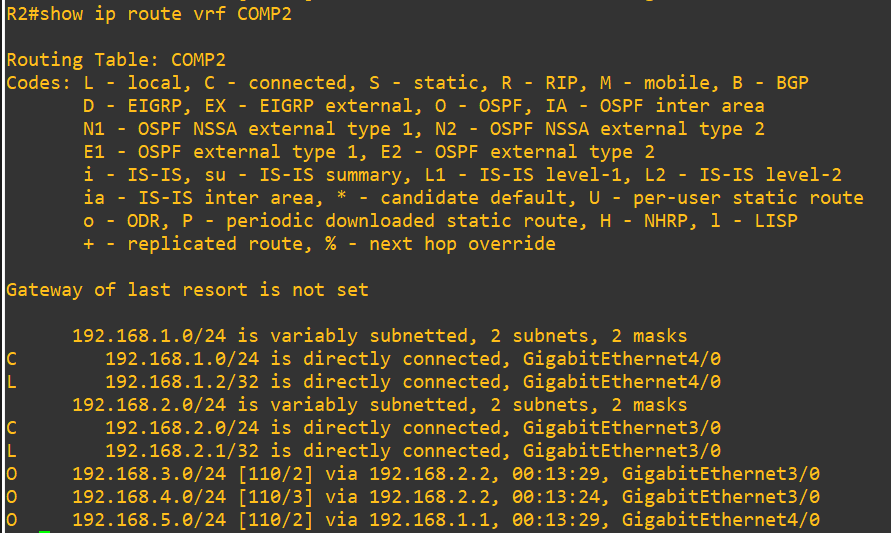 R2#show ip route vrf COMP2
Routing Table: COMP2
Codes: L - local, C - connected, S - static, R - RIP, M - mobile, B - BGP
       D - EIGRP, EX - EIGRP external, O - OSPF, IA - OSPF inter area
       N1 - OSPF NSSA external type 1, N2 - OSPF NSSA external type 2
       E1 - OSPF external type 1, E2 - OSPF external type 2
       i - IS-IS, su - IS-IS summary, L1 - IS-IS level-1, L2 - IS-IS level-2
       ia - IS-IS inter area, * - candidate default, U - per-user static route
       o - ODR, P - periodic downloaded static route, H - NHRP, l - LISP
       + - replicated route, % - next hop override
Gateway of last resort is not set
      192.168.1.0/24 is variably subnetted, 2 subnets, 2 masks
C        192.168.1.0/24 is directly connected, GigabitEthernet4/0
L        192.168.1.2/32 is directly connected, GigabitEthernet4/0
      192.168.2.0/24 is variably subnetted, 2 subnets, 2 masks
C        192.168.2.0/24 is directly connected, GigabitEthernet3/0
L        192.168.2.1/32 is directly connected, GigabitEthernet3/0
O     192.168.3.0/24 [110/2] via 192.168.2.2, 00:13:29, GigabitEthernet3/0
O     192.168.4.0/24 [110/3] via 192.168.2.2, 00:13:24, GigabitEthernet3/0
O     192.168.5.0/24 [110/2] via 192.168.1.1, 00:13:29, GigabitEthernet4/0